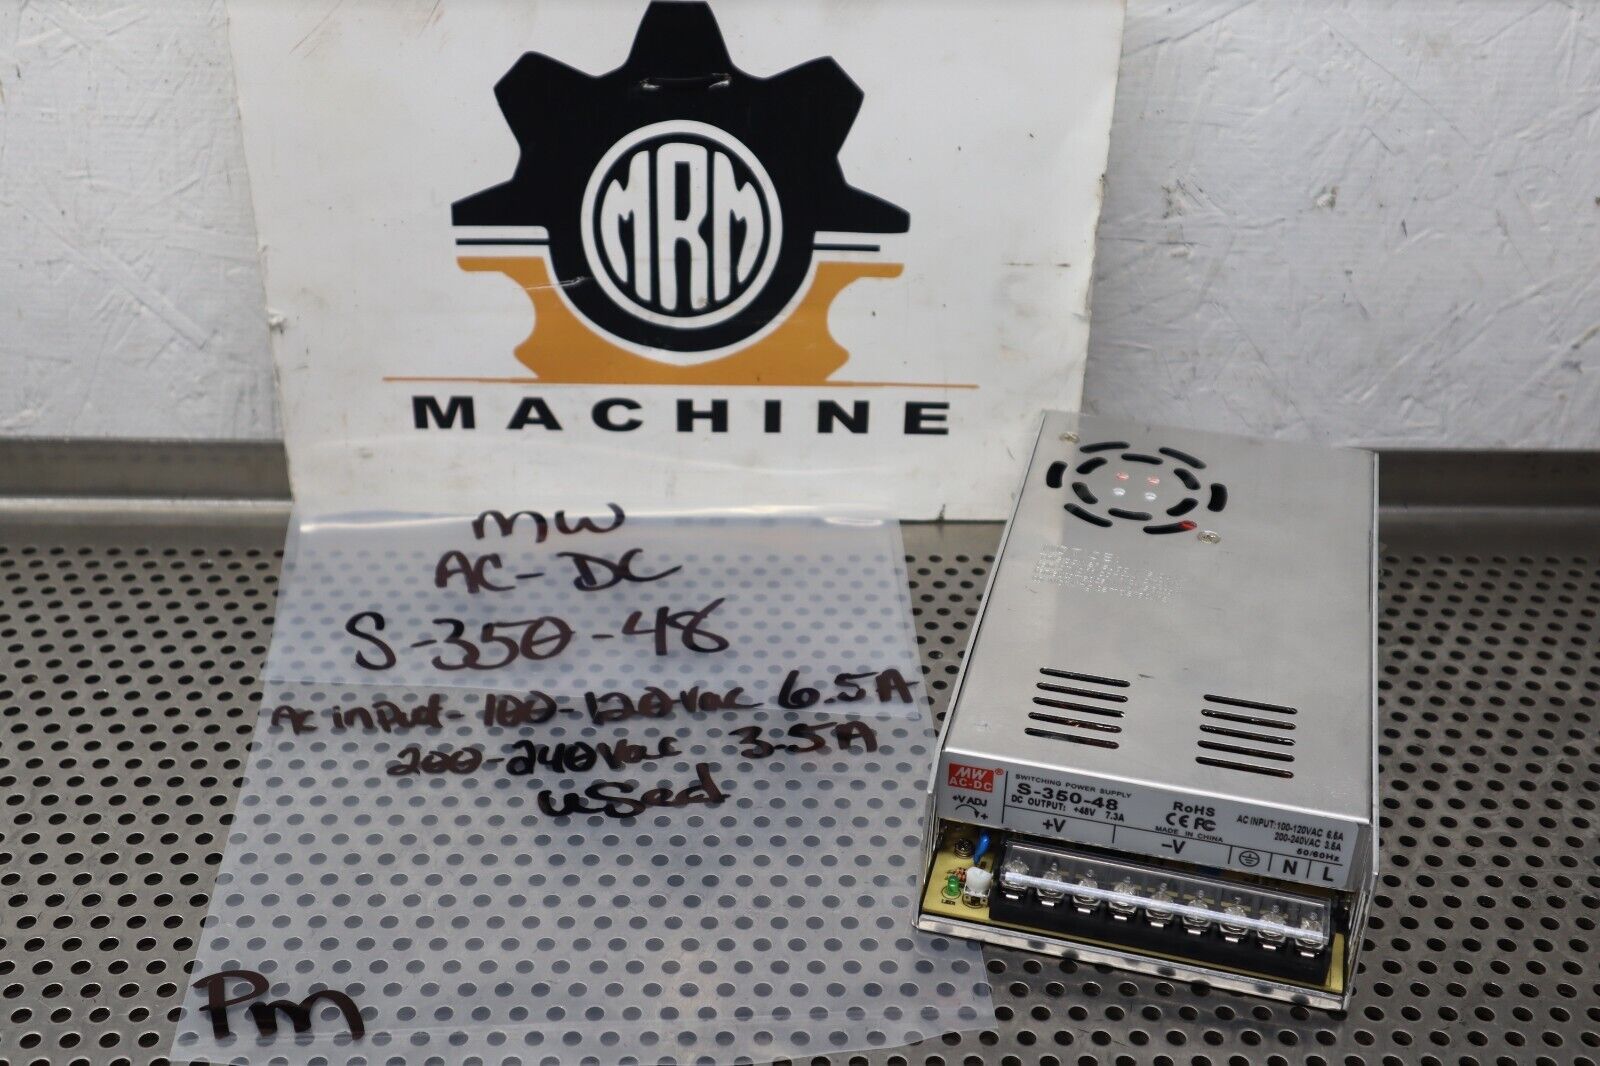 MRM
MACHINE
MW
AC-DC
S-350-48
AC input- 100-120Vac 6.5A
200-240Vac 3.5A
used
Pm
NOTICE
MW
AC-DC
®
SWITCHING POWER SUPPLY
S-350-48
DC OUTPUT: +48V 7.3A
RoHS
CE FC
MADE IN CHINA
AC INPUT:100-120VAC 6.5A
200-240VAC 3.5A
50/60Hz
+V ADJ
+
+V
-V
N
L